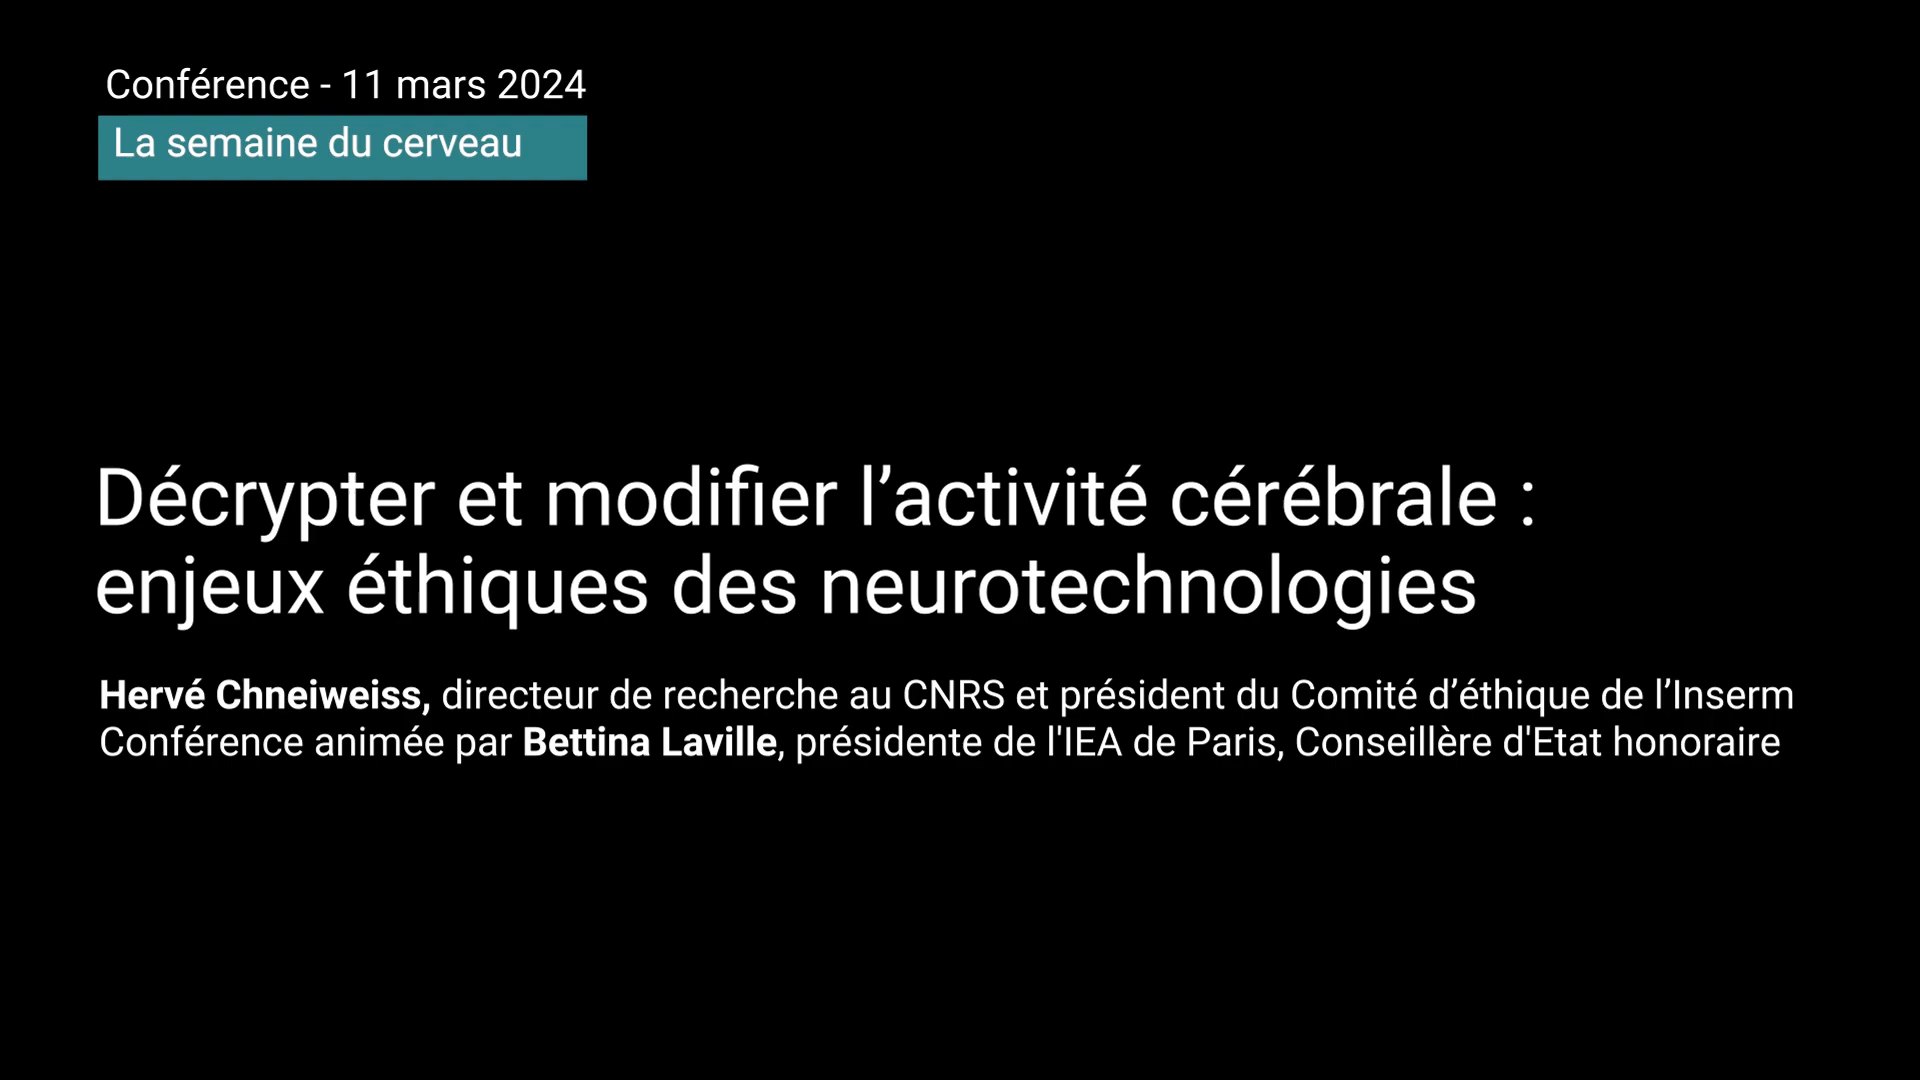 Conférence - 11 mars 2024
La semaine du cerveau
Décrypter et modifier l’activité cérébrale :
enjeux éthiques des neurotechnologies
Hervé Chneiweiss, directeur de recherche au CNRS et président du Comité d’éthique de l’Inserm
Conférence animée par Bettina Laville, présidente de l'IEA de Paris, Conseillère d'Etat honoraire